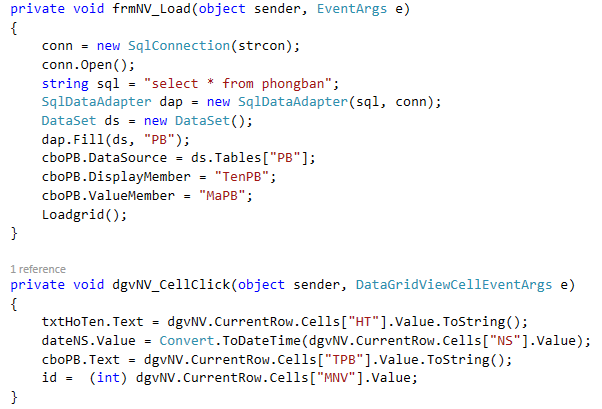 private void frmNV_Load(object sender, EventArgs e)
{
    conn = new SqlConnection(strcon);
    conn.Open();
    string sql = "select * from phongban";
    SqlDataAdapter dap = new SqlDataAdapter(sql, conn);
    DataSet ds = new DataSet();
    dap.Fill(ds, "PB");
    cboPB.DataSource = ds.Tables["PB"];
    cboPB.DisplayMember = "TenPB";
    cboPB.ValueMember = "MaPB";
    Loadgrid();
}
1 reference
private void dgvNV_CellClick(object sender, DataGridViewCellEventArgs e)
{
    txtHoTen.Text = dgvNV.CurrentRow.Cells["HT"].Value.ToString();
    dateNS.Value = Convert.ToDateTime(dgvNV.CurrentRow.Cells["NS"].Value);
    cboPB.Text = dgvNV.CurrentRow.Cells["TPB"].Value.ToString();
    id =  (int) dgvNV.CurrentRow.Cells["MNV"].Value;
}